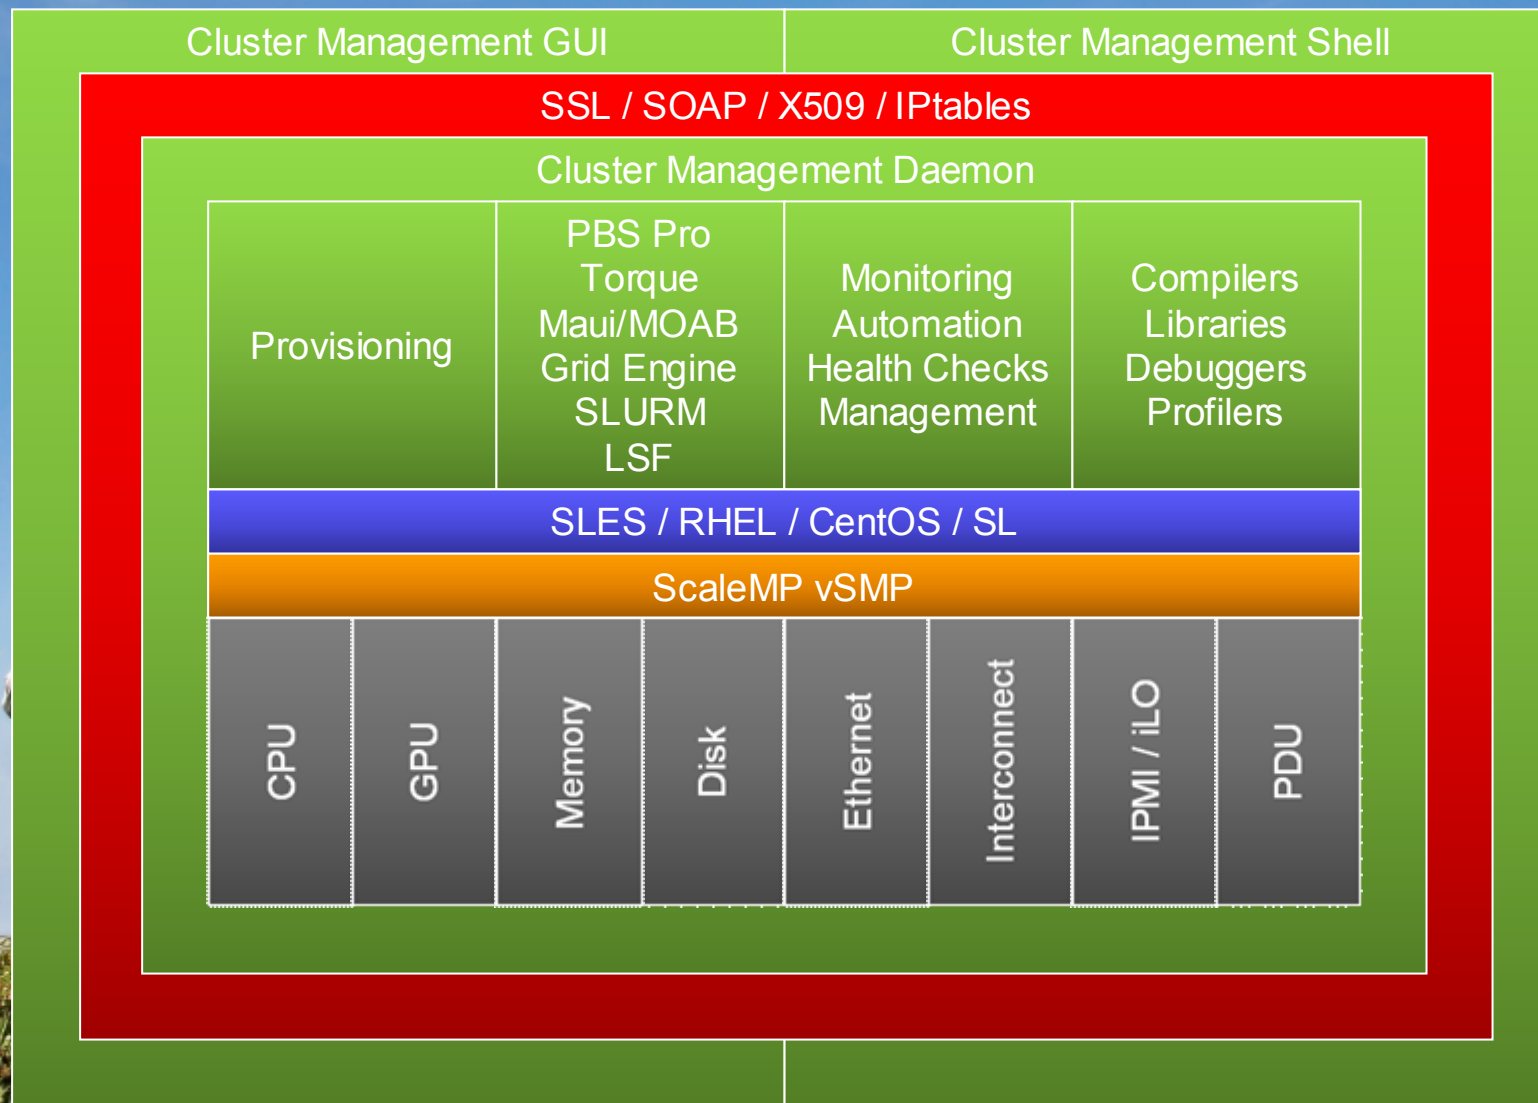 Cluster Management GUI
Cluster Management Shell
SSL / SOAP / X509 / IPtables
Cluster Management Daemon
Provisioning
PBS Pro
Torque
Maui/MOAB
Grid Engine
SLURM
LSF
Monitoring
Automation
Health Checks
Management
Compilers
Libraries
Debuggers
Profilers
SLES / RHEL / CentOS / SL
ScaleMP vSMP
CPU
GPU
Memory
Disk
Ethernet
Interconnect
IPMI / iLO
PDU